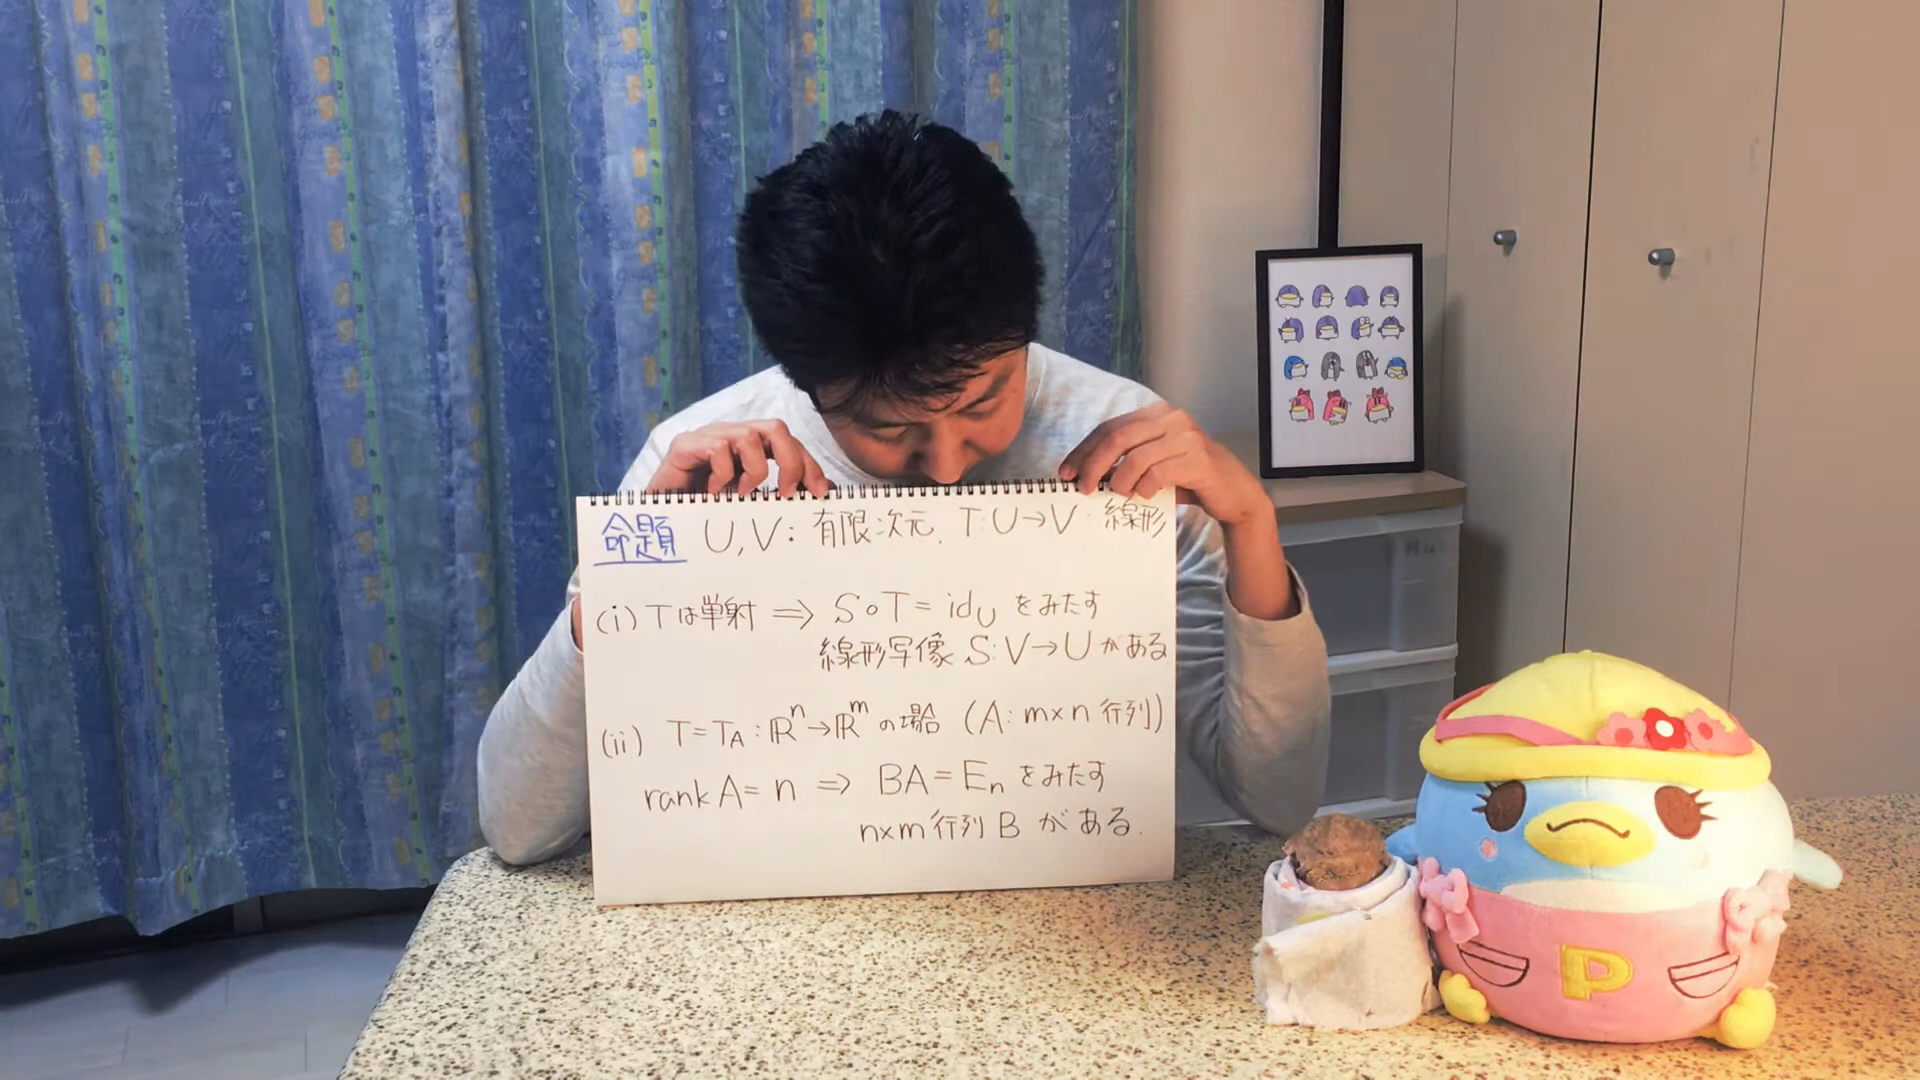 命題 U, V : 有限次元. T:U→V : 線形
(i) Tは単射 ⇒ S∘T = id_U をみたす
線形写像 S:V→U がある
(ii) T=T_A : ℝ^n→ℝ^m の場合 (A : m×n 行列)
rank A = n ⇒ BA = E_n をみたす
n×m 行列 B がある.
P